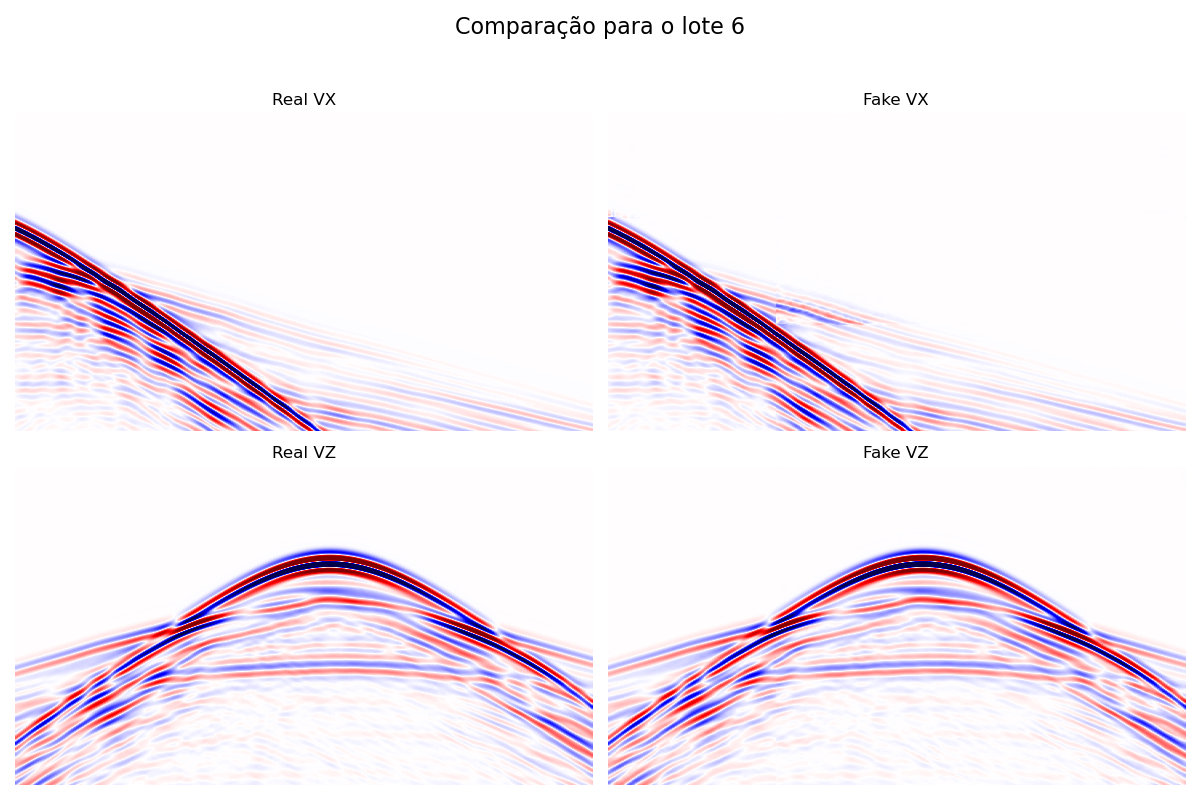 Comparação para o lote 6
Real VX
Fake VX
Real VZ
Fake VZ